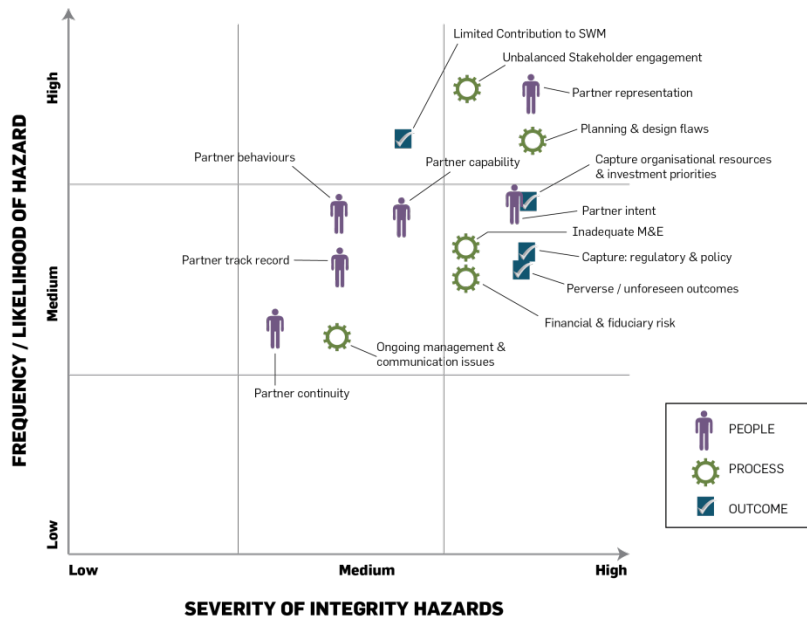 Limited Contribution to SWM
Unbalanced Stakeholder engagement
High
Partner representation
Planning & design flaws
Partner behaviours
Partner capability
Capture organisational resources
& investment priorities
Partner intent
Inadequate M&E
Partner track record
Capture: regulatory & policy
Perverse / unforeseen outcomes
Medium
Financial & fiduciary risk
Ongoing management &
communication issues
Partner continuity
FREQUENCY / LIKELIHOOD OF HAZARD
PEOPLE
PROCESS
OUTCOME
Low
Low
Medium
High
SEVERITY OF INTEGRITY HAZARDS